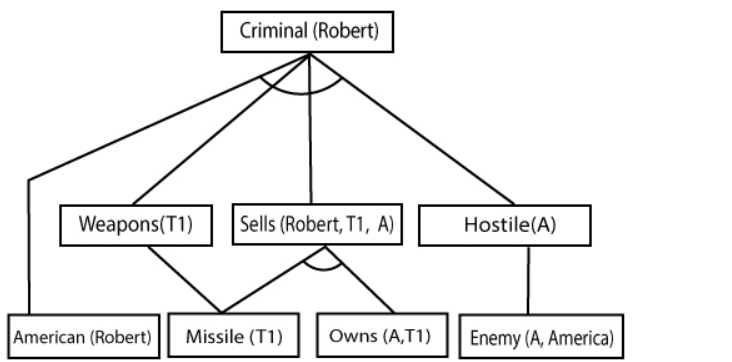 Criminal (Robert)
Weapons(T1)
Sells (Robert, T1, A)
Hostile(A)
American (Robert)
Missile (T1)
Owns (A,T1)
Enemy (A, America)